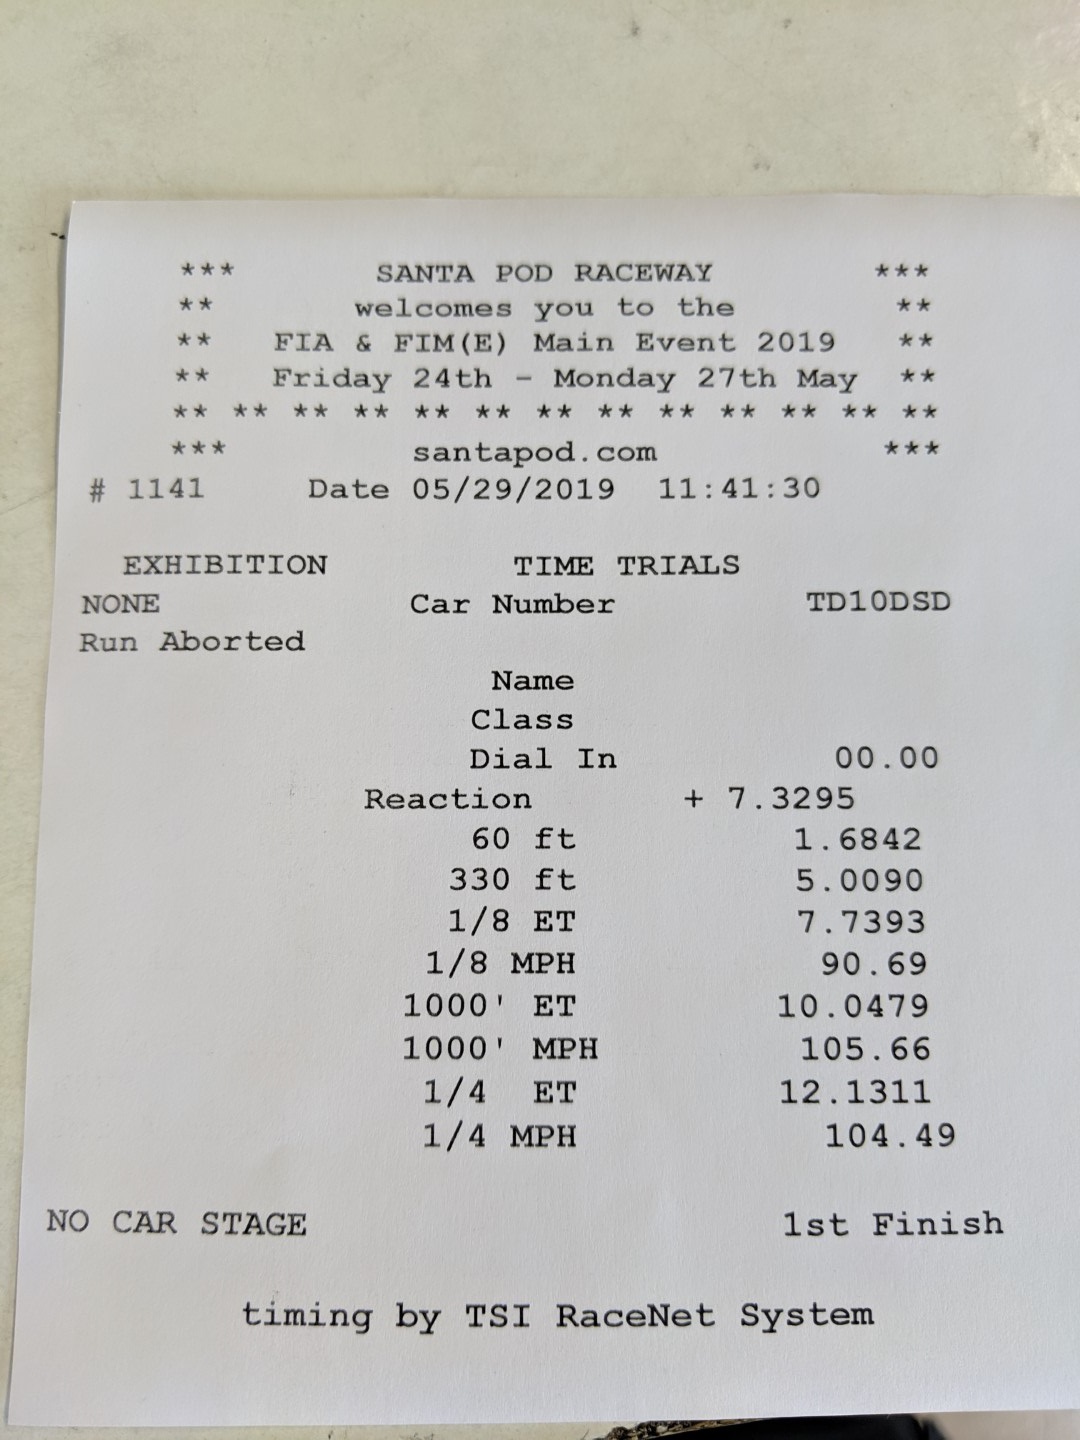 *** SANTA POD RACEWAY ***
** welcomes you to the **
** FIA & FIM(E) Main Event 2019 **
** Friday 24th - Monday 27th May **
** ** ** ** ** ** ** ** ** ** ** ** **
*** santapod.com ***
# 1141 Date 05/29/2019 11:41:30
EXHIBITION TIME TRIALS
NONE Car Number TD10DSD
Run Aborted
Name
Class
Dial In 00.00
Reaction + 7.3295
60 ft 1.6842
330 ft 5.0090
1/8 ET 7.7393
1/8 MPH 90.69
1000' ET 10.0479
1000' MPH 105.66
1/4 ET 12.1311
1/4 MPH 104.49
NO CAR STAGE 1st Finish
timing by TSI RaceNet System